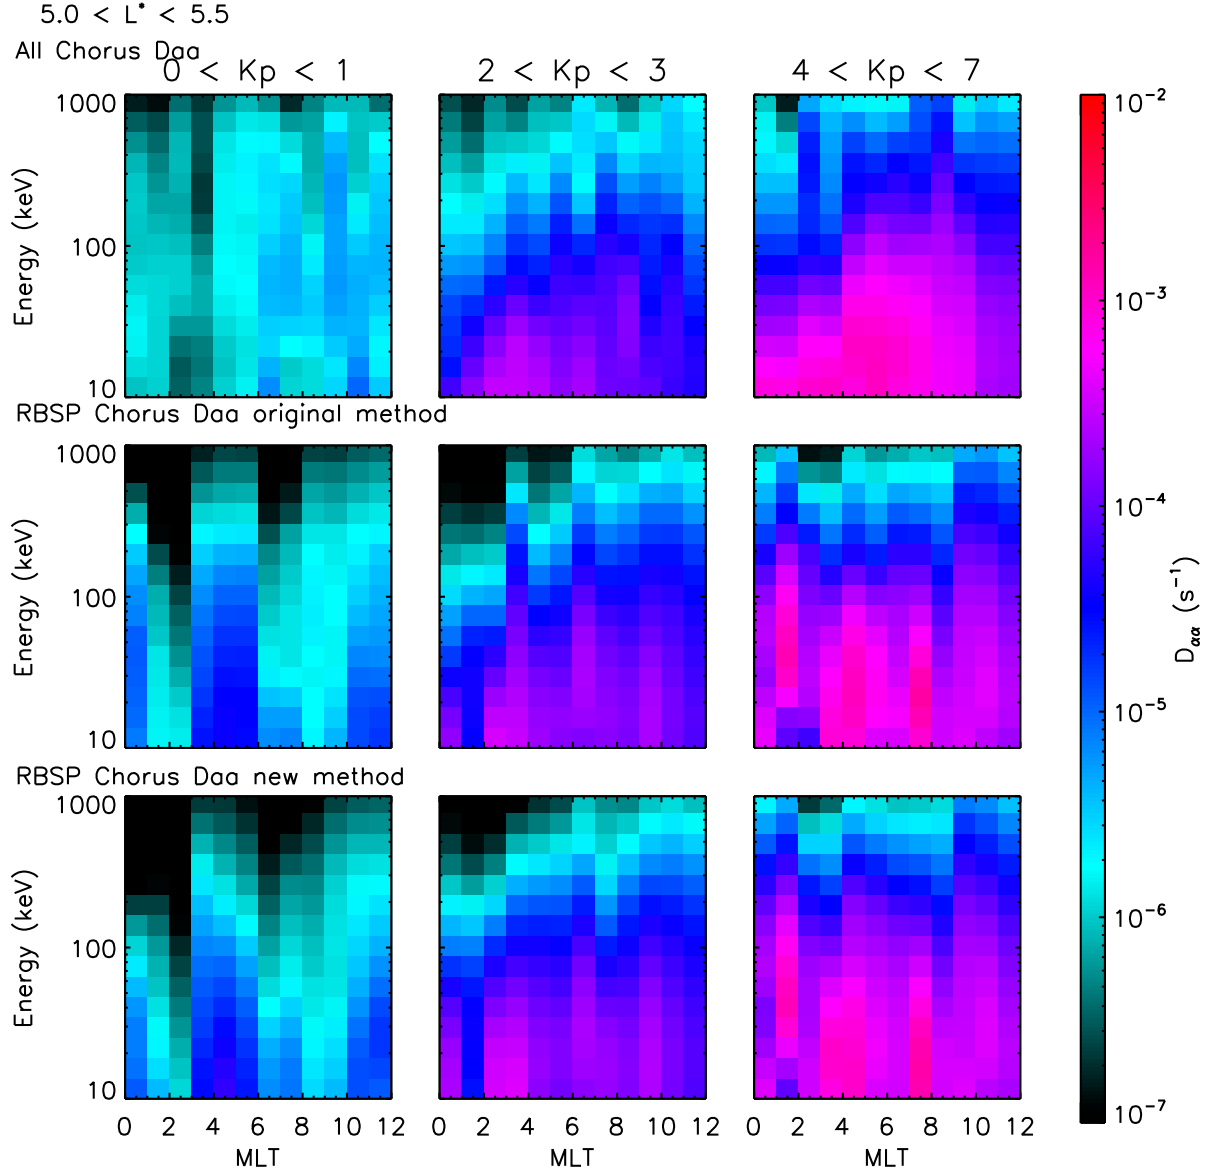 5.0 < L* < 5.5
All Chorus Daa
0 < Kp < 1 2 < Kp < 3 4 < Kp < 7
1000 100 10 Energy (keV)
RBSP Chorus Daa original method
1000 100 10 Energy (keV)
RBSP Chorus Daa new method
1000 100 10 Energy (keV)
0 2 4 6 8 10 12 0 2 4 6 8 10 12 0 2 4 6 8 10 12
MLT MLT MLT
10⁻²
10⁻³
10⁻⁴
10⁻⁵
10⁻⁶
10⁻⁷
Dαα (s⁻¹)